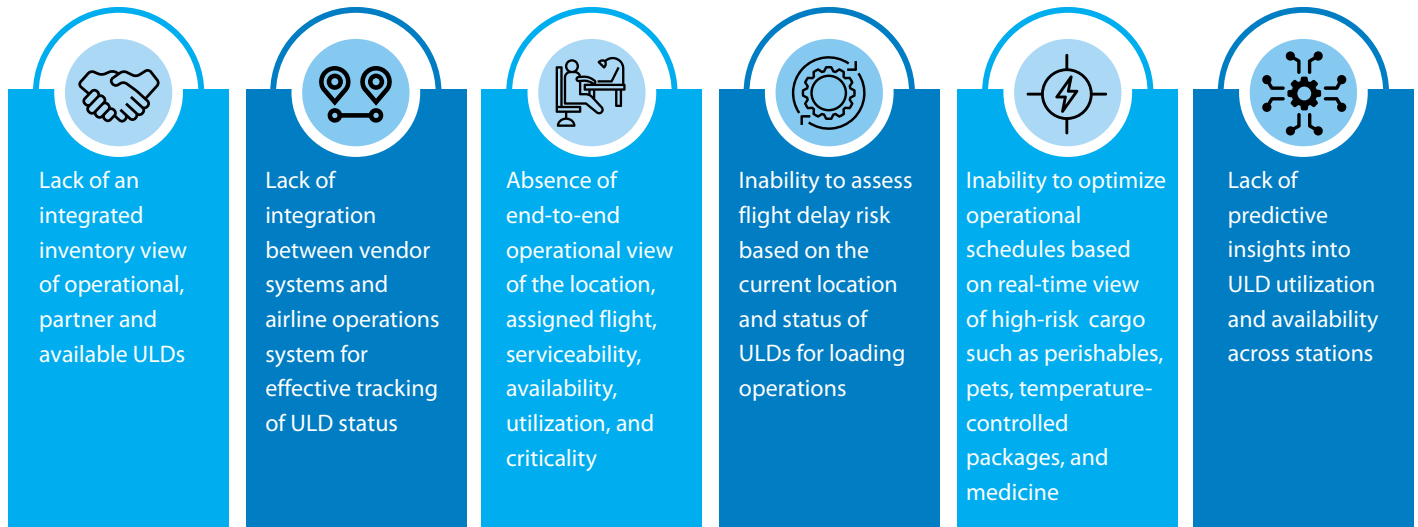 Lack of an
integrated
inventory view
of operational,
partner and
available ULDs
Lack of
integration
between vendor
systems and
airline operations
system for
effective tracking
of ULD status
Absence of
end-to-end
operational view
of the location,
assigned flight,
serviceability,
availability,
utilization, and
criticality
Inability to assess
flight delay risk
based on the
current location
and status of
ULDs for loading
operations
Inability to optimize
operational
schedules based
on real-time view
of high-risk cargo
such as perishables,
pets, temperature-
controlled
packages, and
medicine
Lack of
predictive
insights into
ULD utilization
and availability
across stations